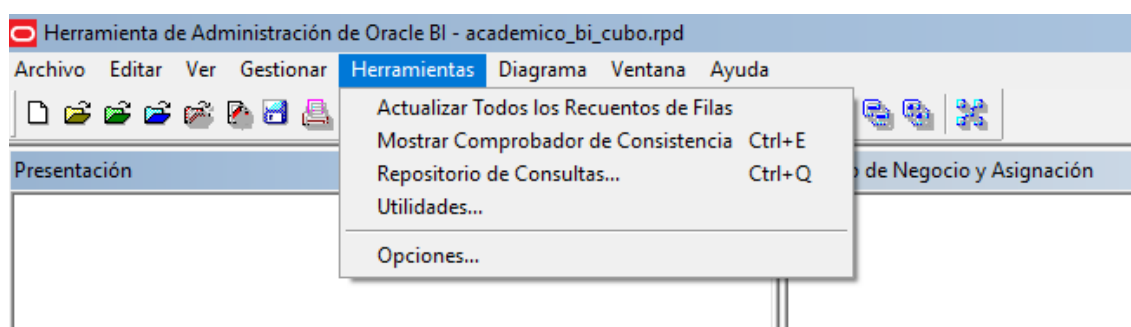 Herramienta de Administración de Oracle BI - academico_bi_cubo.rpd
Archivo Editar Ver Gestionar Herramientas Diagrama Ventana Ayuda
Actualizar Todos los Recuentos de Filas
Mostrar Comprobador de Consistencia Ctrl+E
Presentación
Repositorio de Consultas... Ctrl+Q
de Negocio y Asignación
Utilidades...
Opciones...